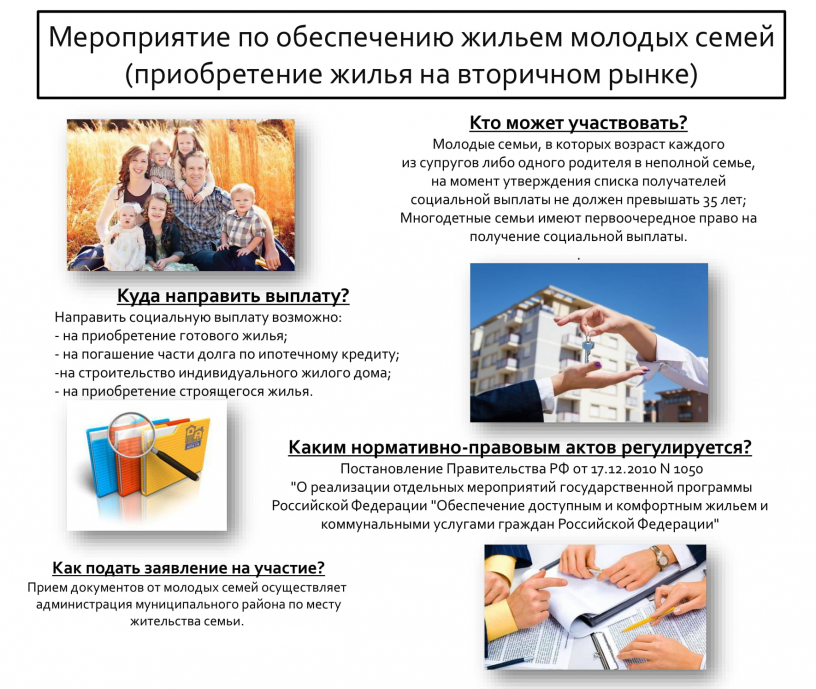 Мероприятие по обеспечению жильем молодых семей
(приобретение жилья на вторичном рынке)
Кто может участвовать?
Молодые семьи, в которых возраст каждого
из супругов либо одного родителя в неполной семье,
на момент утверждения списка получателей
социальной выплаты не должен превышать 35 лет;
Многодетные семьи имеют первоочередное право на
получение социальной выплаты.
.
Куда направить выплату?
Направить социальную выплату возможно:
- на приобретение готового жилья;
- на погашение части долга по ипотечному кредиту;
-на строительство индивидуального жилого дома;
- на приобретение строящегося жилья.
Каким нормативно-правовым актов регулируется?
Постановление Правительства РФ от 17.12.2010 N 1050
"О реализации отдельных мероприятий государственной программы
Российской Федерации "Обеспечение доступным и комфортным жильем и
коммунальными услугами граждан Российской Федерации"
Как подать заявление на участие?
Прием документов от молодых семей осуществляет
администрация муниципального района по месту
жительства семьи.